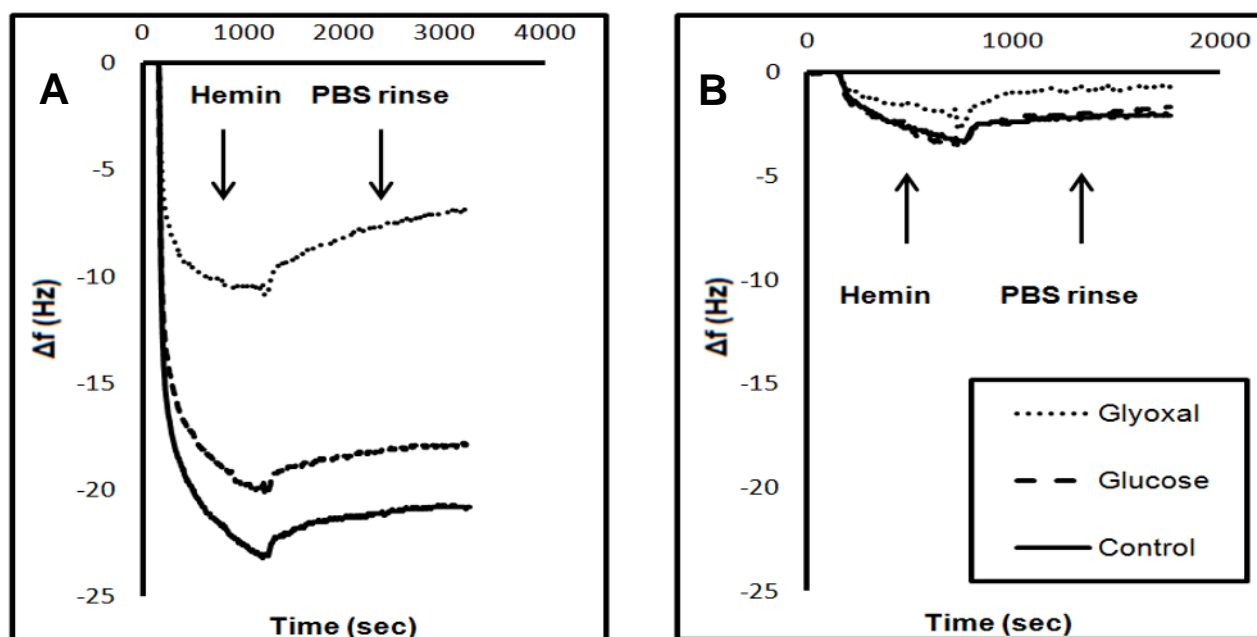 A
0 1000 2000 3000 4000
0
Hemin PBS rinse
-5
-10
-15
-20
-25
Δf (Hz)
Time (sec)
B
0 1000 2000
0
-5
Hemin PBS rinse
-10
-15
-20
-25
Δf (Hz)
Glyoxal
Glucose
Control
Time (sec)